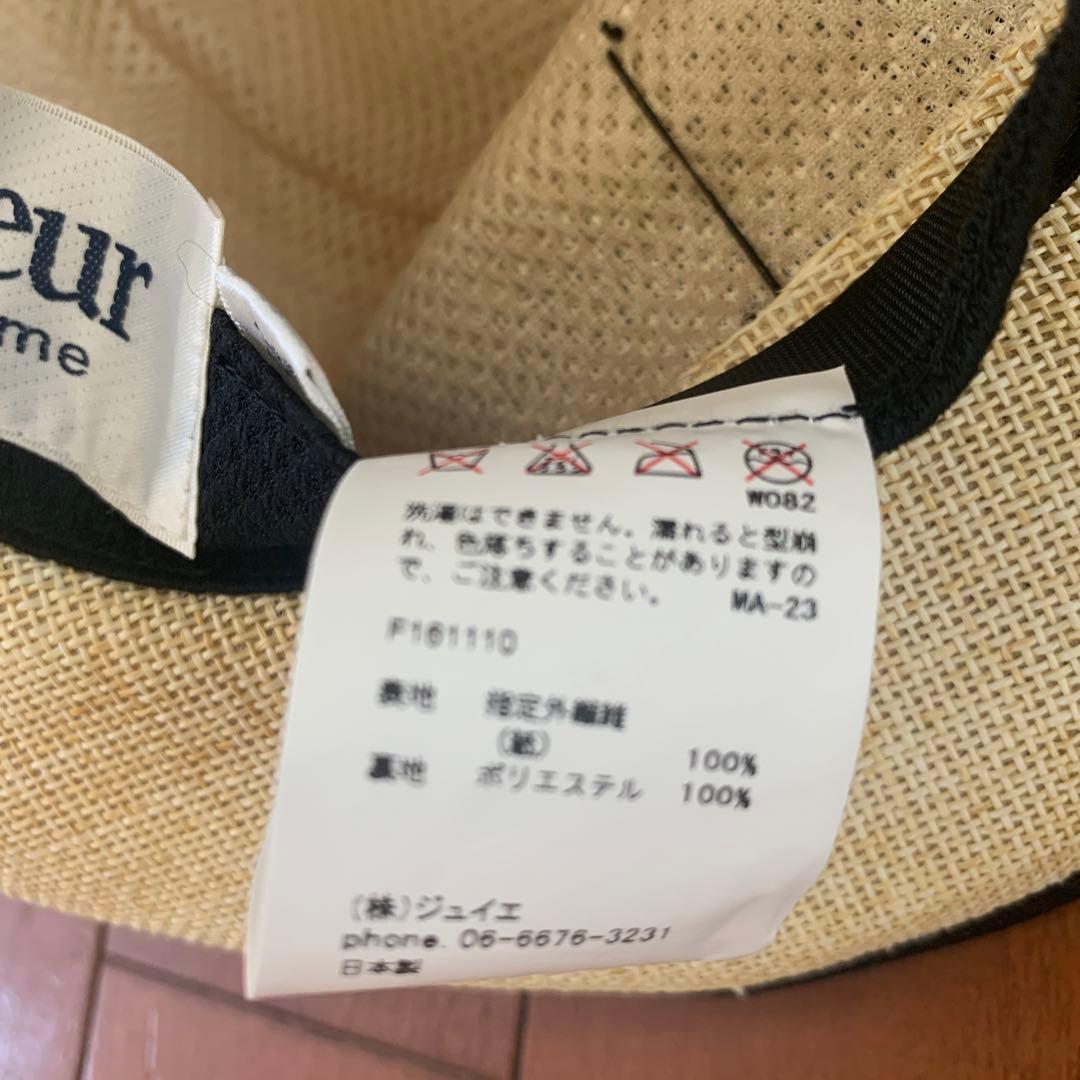 eur
me
W082
洗濯はできません。濡れると型崩
れ、色落ちすることがありますの
で、ご注意ください。 MA-23
F161110
表地 指定外繊維
(紙) 100%
裏地 ポリエステル 100%
(株)ジュイエ
phone. 06-6676-3231
日本製